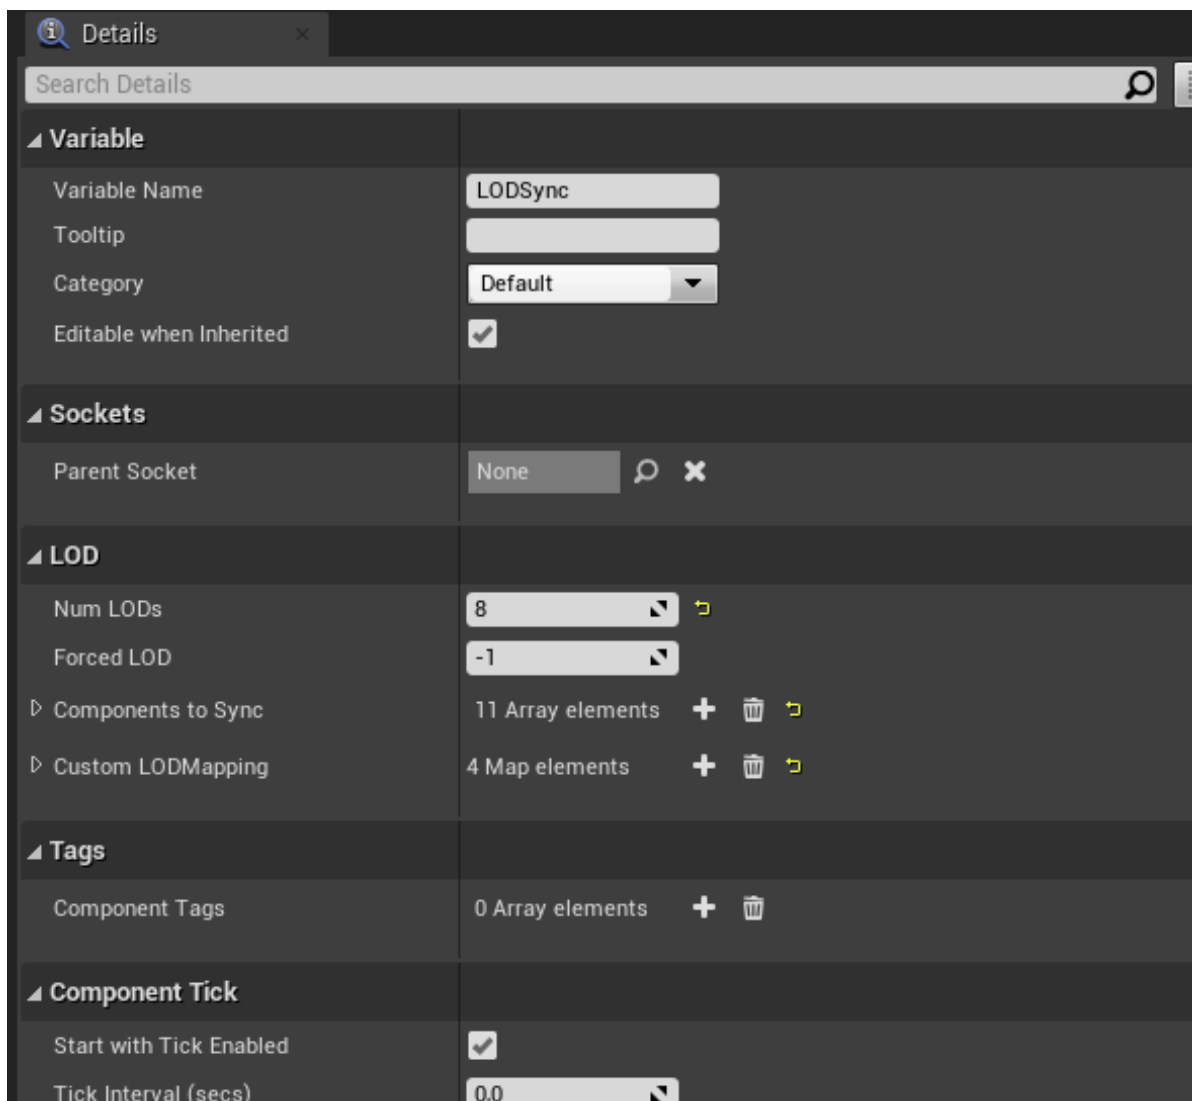 Details
Search Details
Variable
Variable Name LODSync
Tooltip
Category Default
Editable when Inherited
Sockets
Parent Socket None
LOD
Num LODs 8
Forced LOD -1
Components to Sync 11 Array elements
Custom LODMapping 4 Map elements
Tags
Component Tags 0 Array elements
Component Tick
Start with Tick Enabled
Tick Interval (secs) 0.0